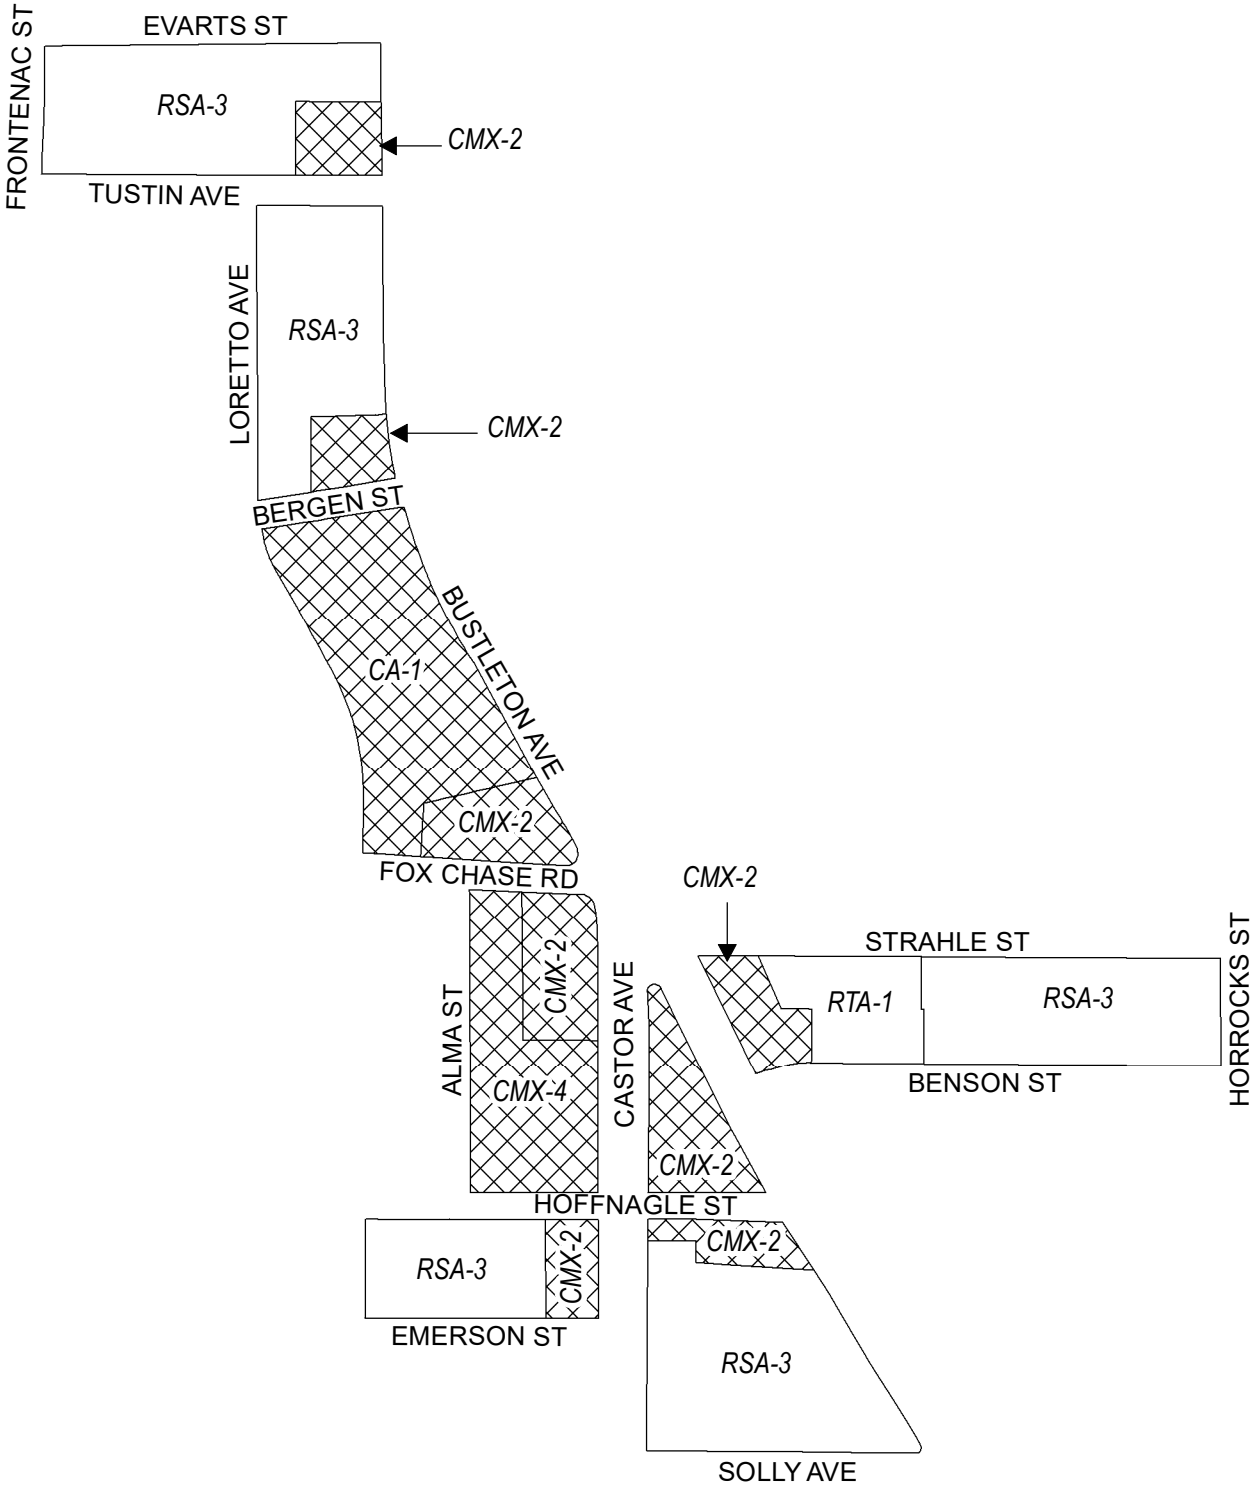 EVARTS ST
FRONTENAC ST
RSA-3
CMX-2
TUSTIN AVE
LORETTO AVE
RSA-3
CMX-2
BERGEN ST
BUSTLETON AVE
CA-1
CMX-2
FOX CHASE RD
CMX-2
STRAHLE ST
HORROCKS ST
CMX-2
CASTOR AVE
ALMA ST
RTA-1
RSA-3
CMX-4
BENSON ST
CMX-2
HOFFNAGLE ST
RSA-3
CMX-2
CMX-2
EMERSON ST
RSA-3
SOLLY AVE